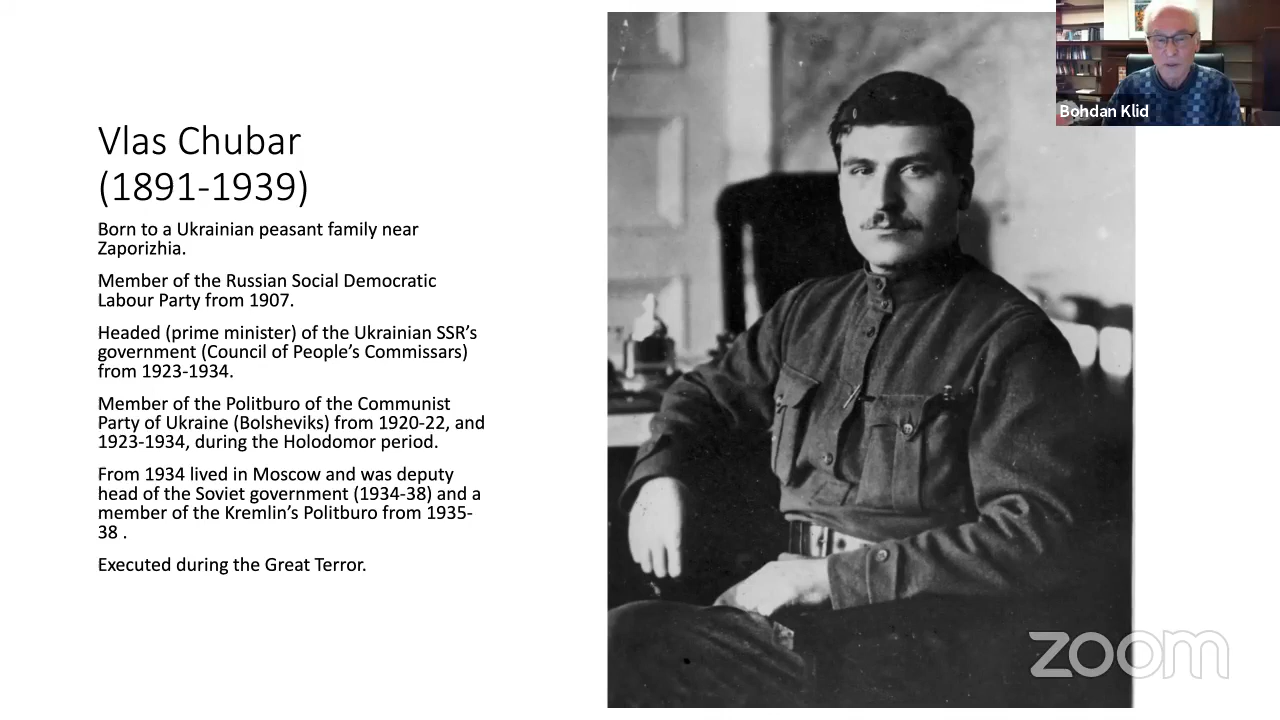 Vlas Chubar
(1891-1939)
Born to a Ukrainian peasant family near
Zaporizhia.
Member of the Russian Social Democratic
Labour Party from 1907.
Headed (prime minister) of the Ukrainian SSR’s
government (Council of People’s Commissars)
from 1923-1934.
Member of the Politburo of the Communist
Party of Ukraine (Bolsheviks) from 1920-22, and
1923-1934, during the Holodomor period.
From 1934 lived in Moscow and was deputy
head of the Soviet government (1934-38) and a
member of the Kremlin’s Politburo from 1935-
38 .
Executed during the Great Terror.
Bohdan Klid
zoom